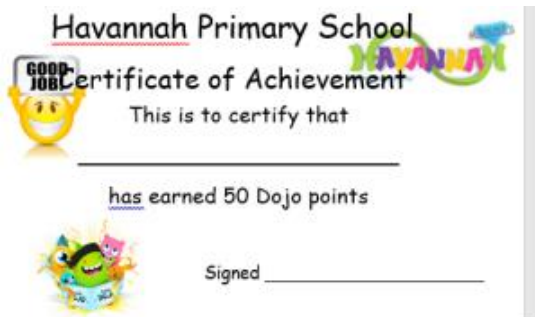 Havannah Primary School
HAVANNAH
GOOD
JOB!
Certificate of Achievement
This is to certify that
has earned 50 Dojo points
Signed